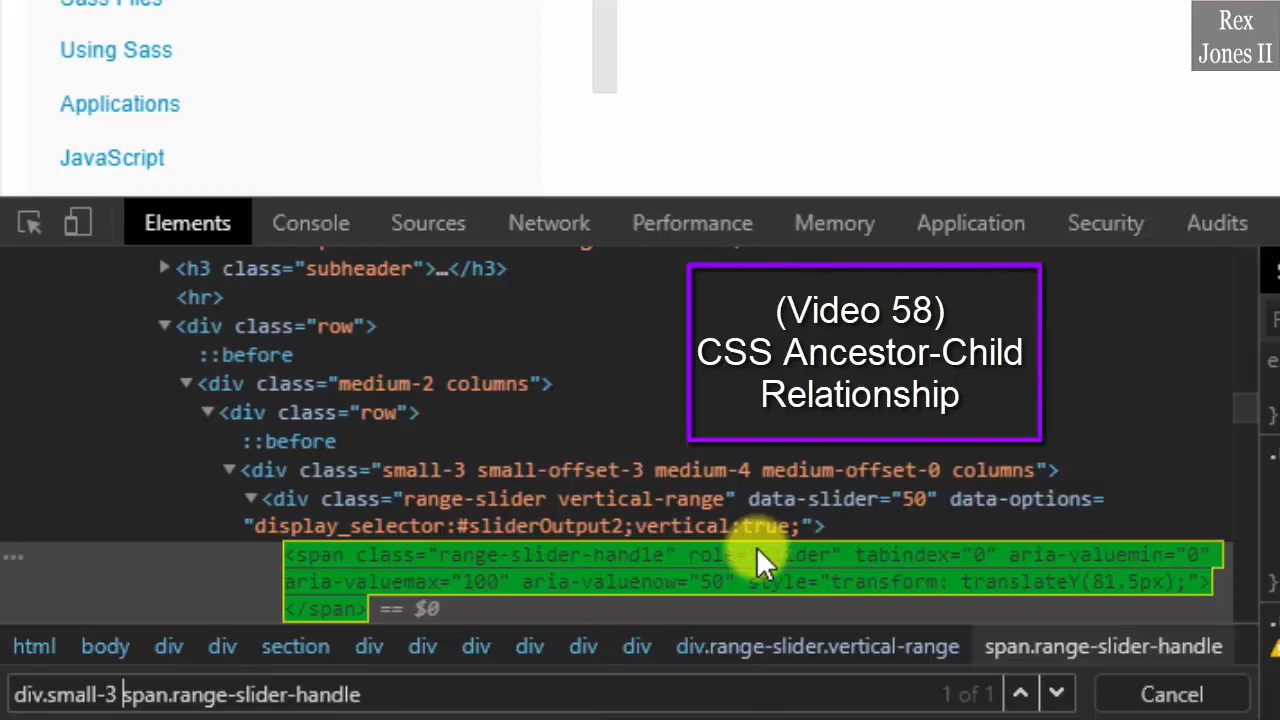 Sass Files
Rex
Jones II
Using Sass
Applications
JavaScript
Elements Console Sources Network Performance Memory Application Security Audits
<h3 class="subheader">…</h3>
<hr>
(Video 58)
CSS Ancestor-Child
Relationship
<div class="row">
::before
<div class="medium-2 columns">
<div class="row">
::before
<div class="small-3 small-offset-3 medium-4 medium-offset-0 columns">
<div class="range-slider vertical-range" data-slider="50" data-options=
"display_selector:#sliderOutput2;vertical:true;">
<span class="range-slider-handle" role="slider" tabindex="0" aria-valuemin="0"
aria-valuemax="100" aria-valuenow="50" style="transform: translateY(81.5px);">
</span> == $0
html body div div section div div div div div div div.range-slider.vertical-range span.range-slider-handle
div.small-3 span.range-slider-handle 1 of 1 Cancel